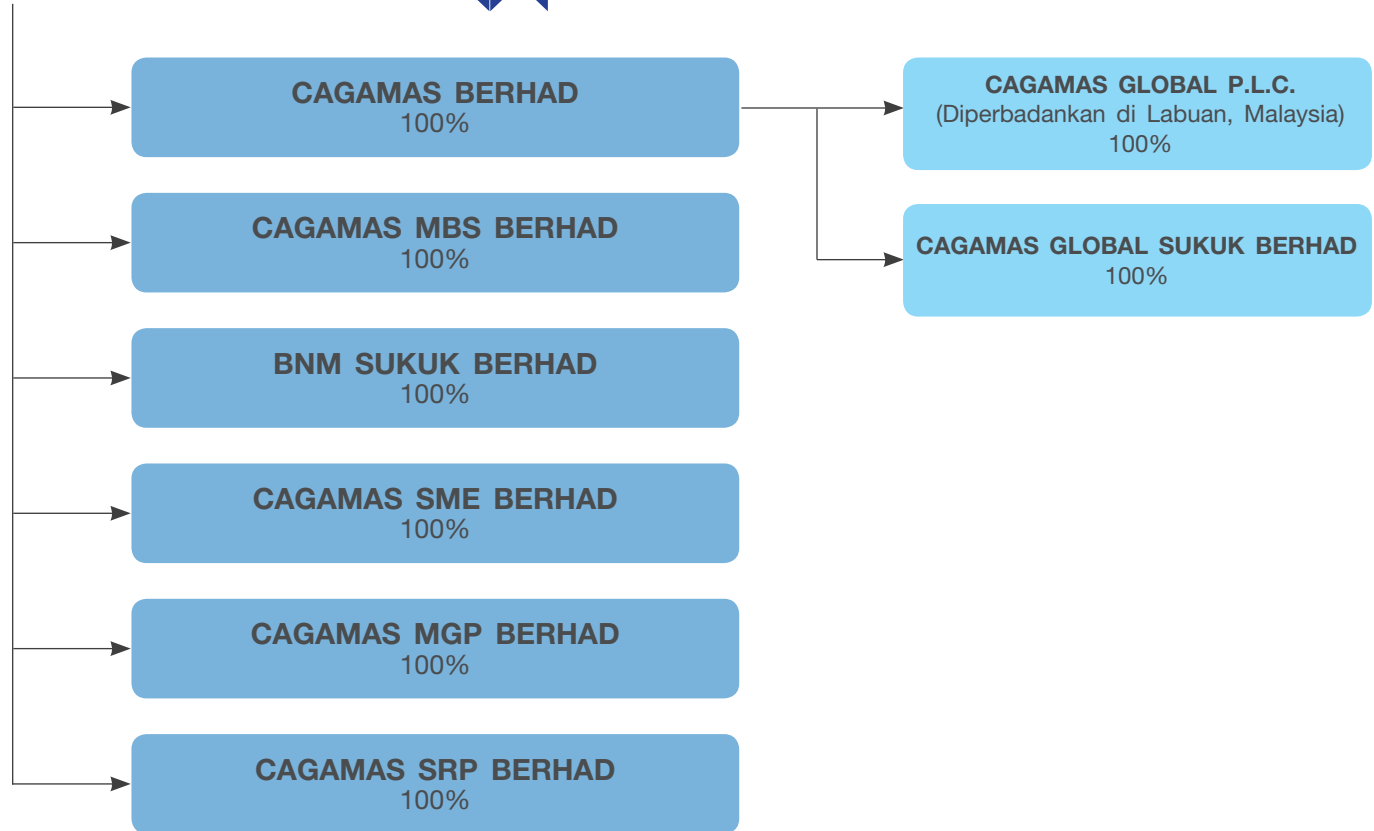 CAGAMAS BERHAD
100%
CAGAMAS GLOBAL P.L.C.
(Diperbadankan di Labuan, Malaysia)
100%
CAGAMAS MBS BERHAD
100%
CAGAMAS GLOBAL SUKUK BERHAD
100%
BNM SUKUK BERHAD
100%
CAGAMAS SME BERHAD
100%
CAGAMAS MGP BERHAD
100%
CAGAMAS SRP BERHAD
100%